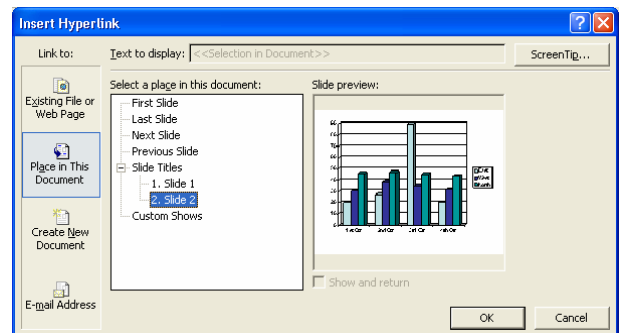 Insert Hyperlink
Link to:
Text to display: <<Selection in Document>>
ScreenTip...
Existing File or
Web Page
Place in This
Document
Create New
Document
E-mail Address
Select a place in this document:
First Slide
Last Slide
Next Slide
Previous Slide
Slide Titles
1. Slide 1
2. Slide 2
Custom Shows
Slide preview:
Show and return
OK
Cancel